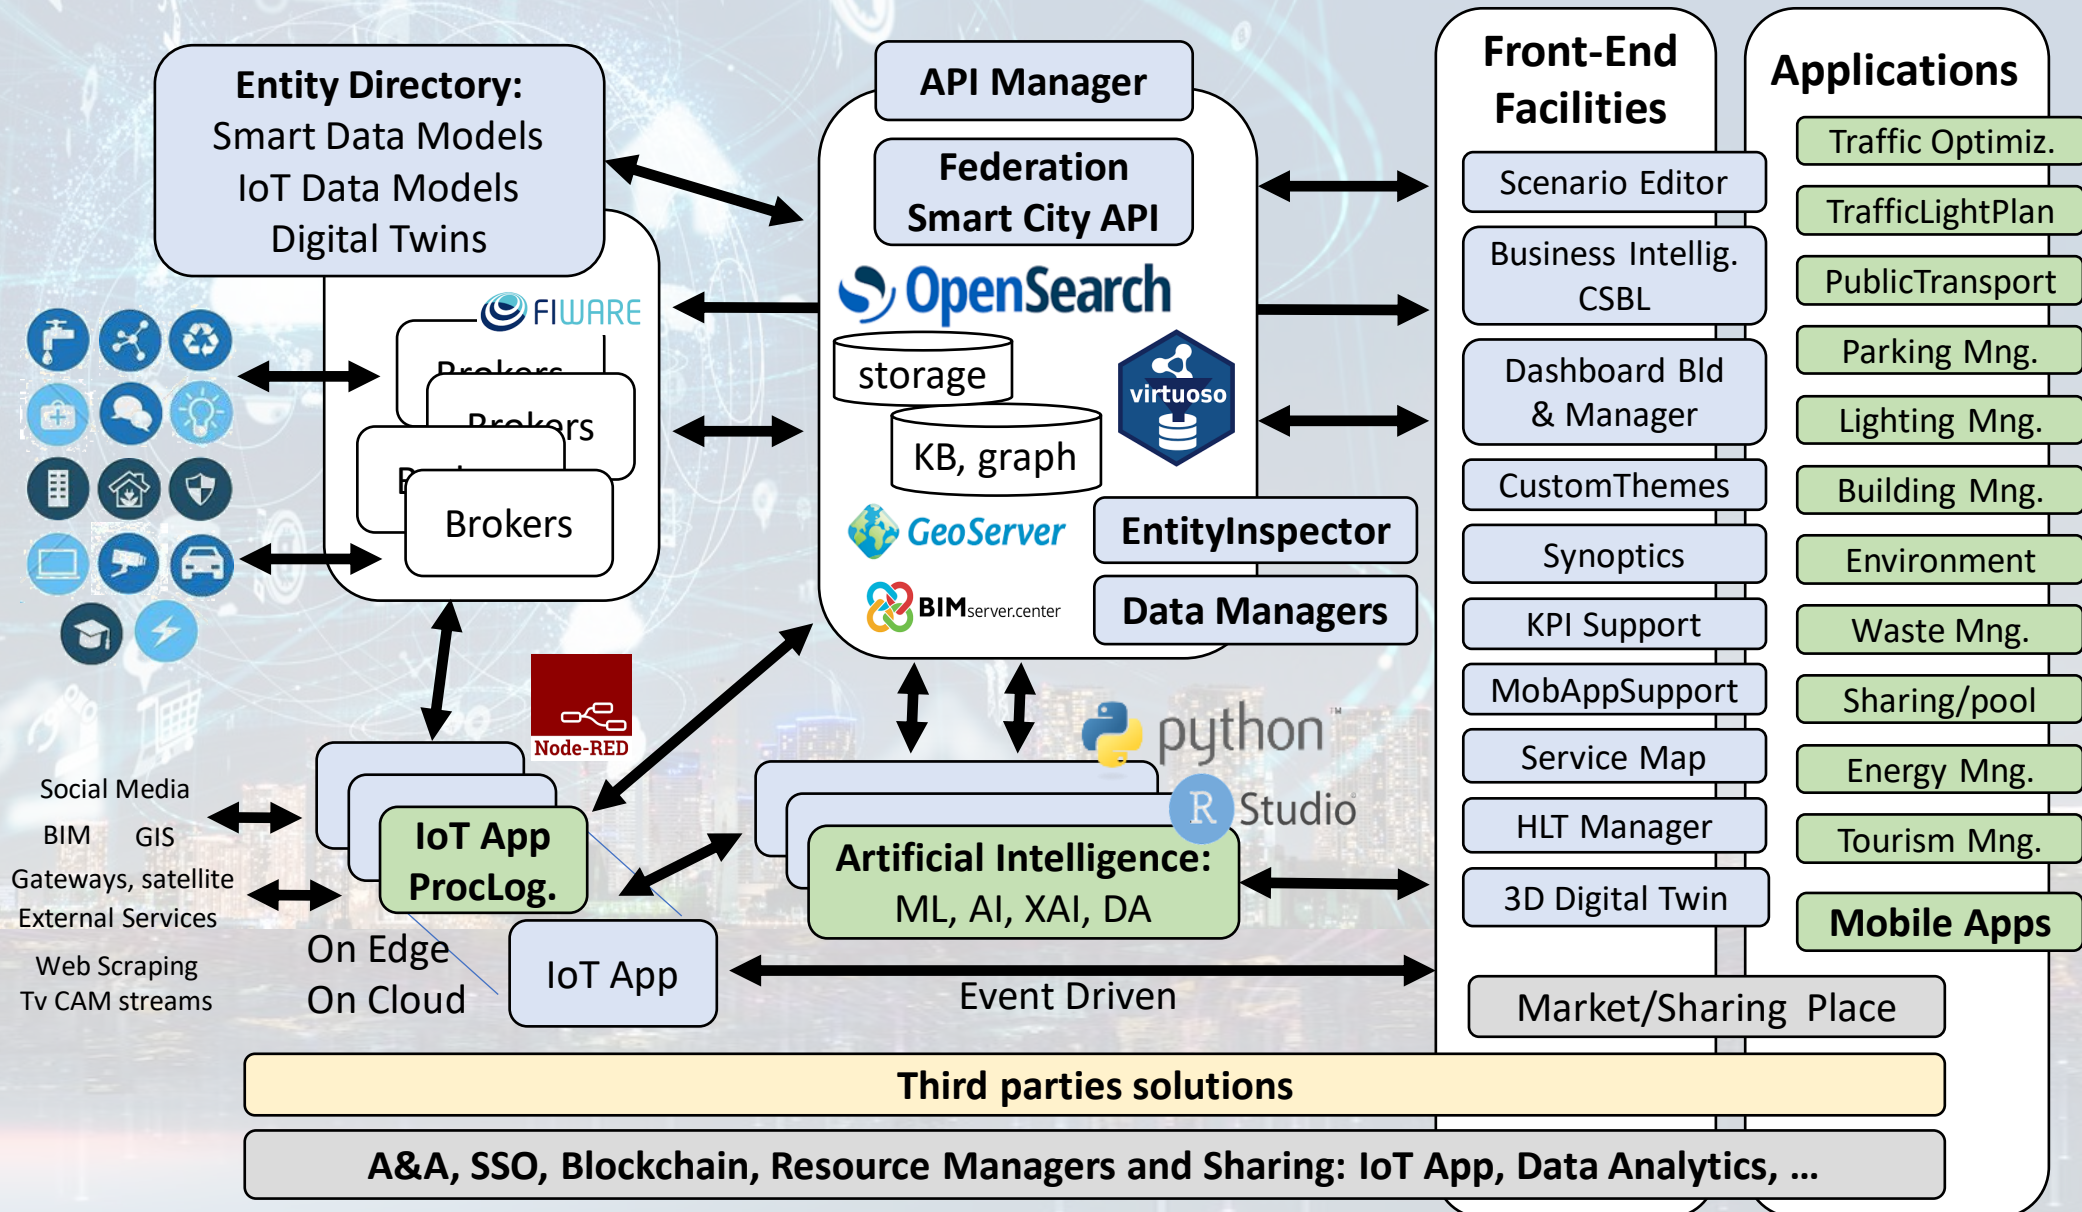 Entity Directory:
Smart Data Models
IoT Data Models
Digital Twins
FIWARE
Brokers
Brokers
Brokers
Social Media
BIM GIS
Gateways, satellite
External Services
Web Scraping
Tv CAM streams
Node-RED
IoT App
ProcLog.
On Edge
On Cloud
IoT App
API Manager
Federation
Smart City API
OpenSearch
storage
virtuoso
KB, graph
GeoServer
EntityInspector
BIMserver.center
Data Managers
python™
R Studio
Artificial Intelligence:
ML, AI, XAI, DA
Event Driven
Front-End
Facilities
Scenario Editor
Business Intellig.
CSBL
Dashboard Bld
& Manager
CustomThemes
Synoptics
KPI Support
MobAppSupport
Service Map
HLT Manager
3D Digital Twin
Applications
Traffic Optimiz.
TrafficLightPlan
PublicTransport
Parking Mng.
Lighting Mng.
Building Mng.
Environment
Waste Mng.
Sharing/pool
Energy Mng.
Tourism Mng.
Mobile Apps
Market/Sharing Place
Third parties solutions
A&A, SSO, Blockchain, Resource Managers and Sharing: IoT App, Data Analytics, ...